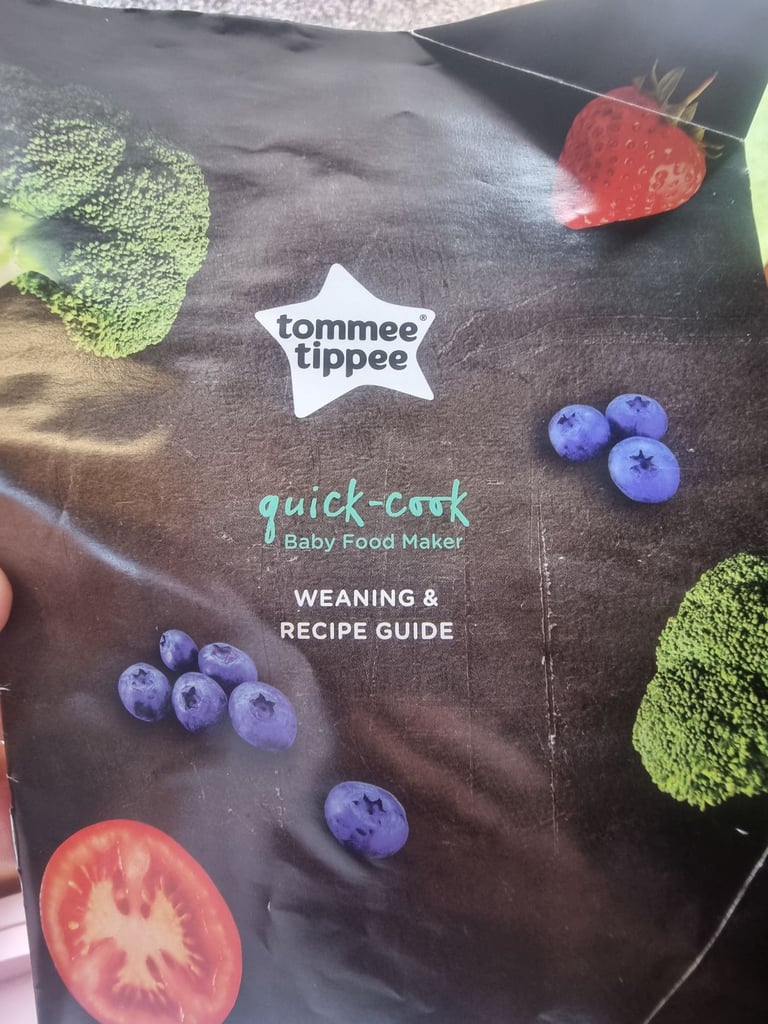 tommee®
tippee
quick-cook
Baby Food Maker
WEANING &
RECIPE GUIDE